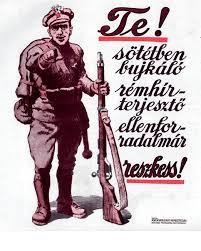 Te!
sötétben
bujkáló
rémhír-
terjesztő
ellenfor-
radalmár
reszkess!